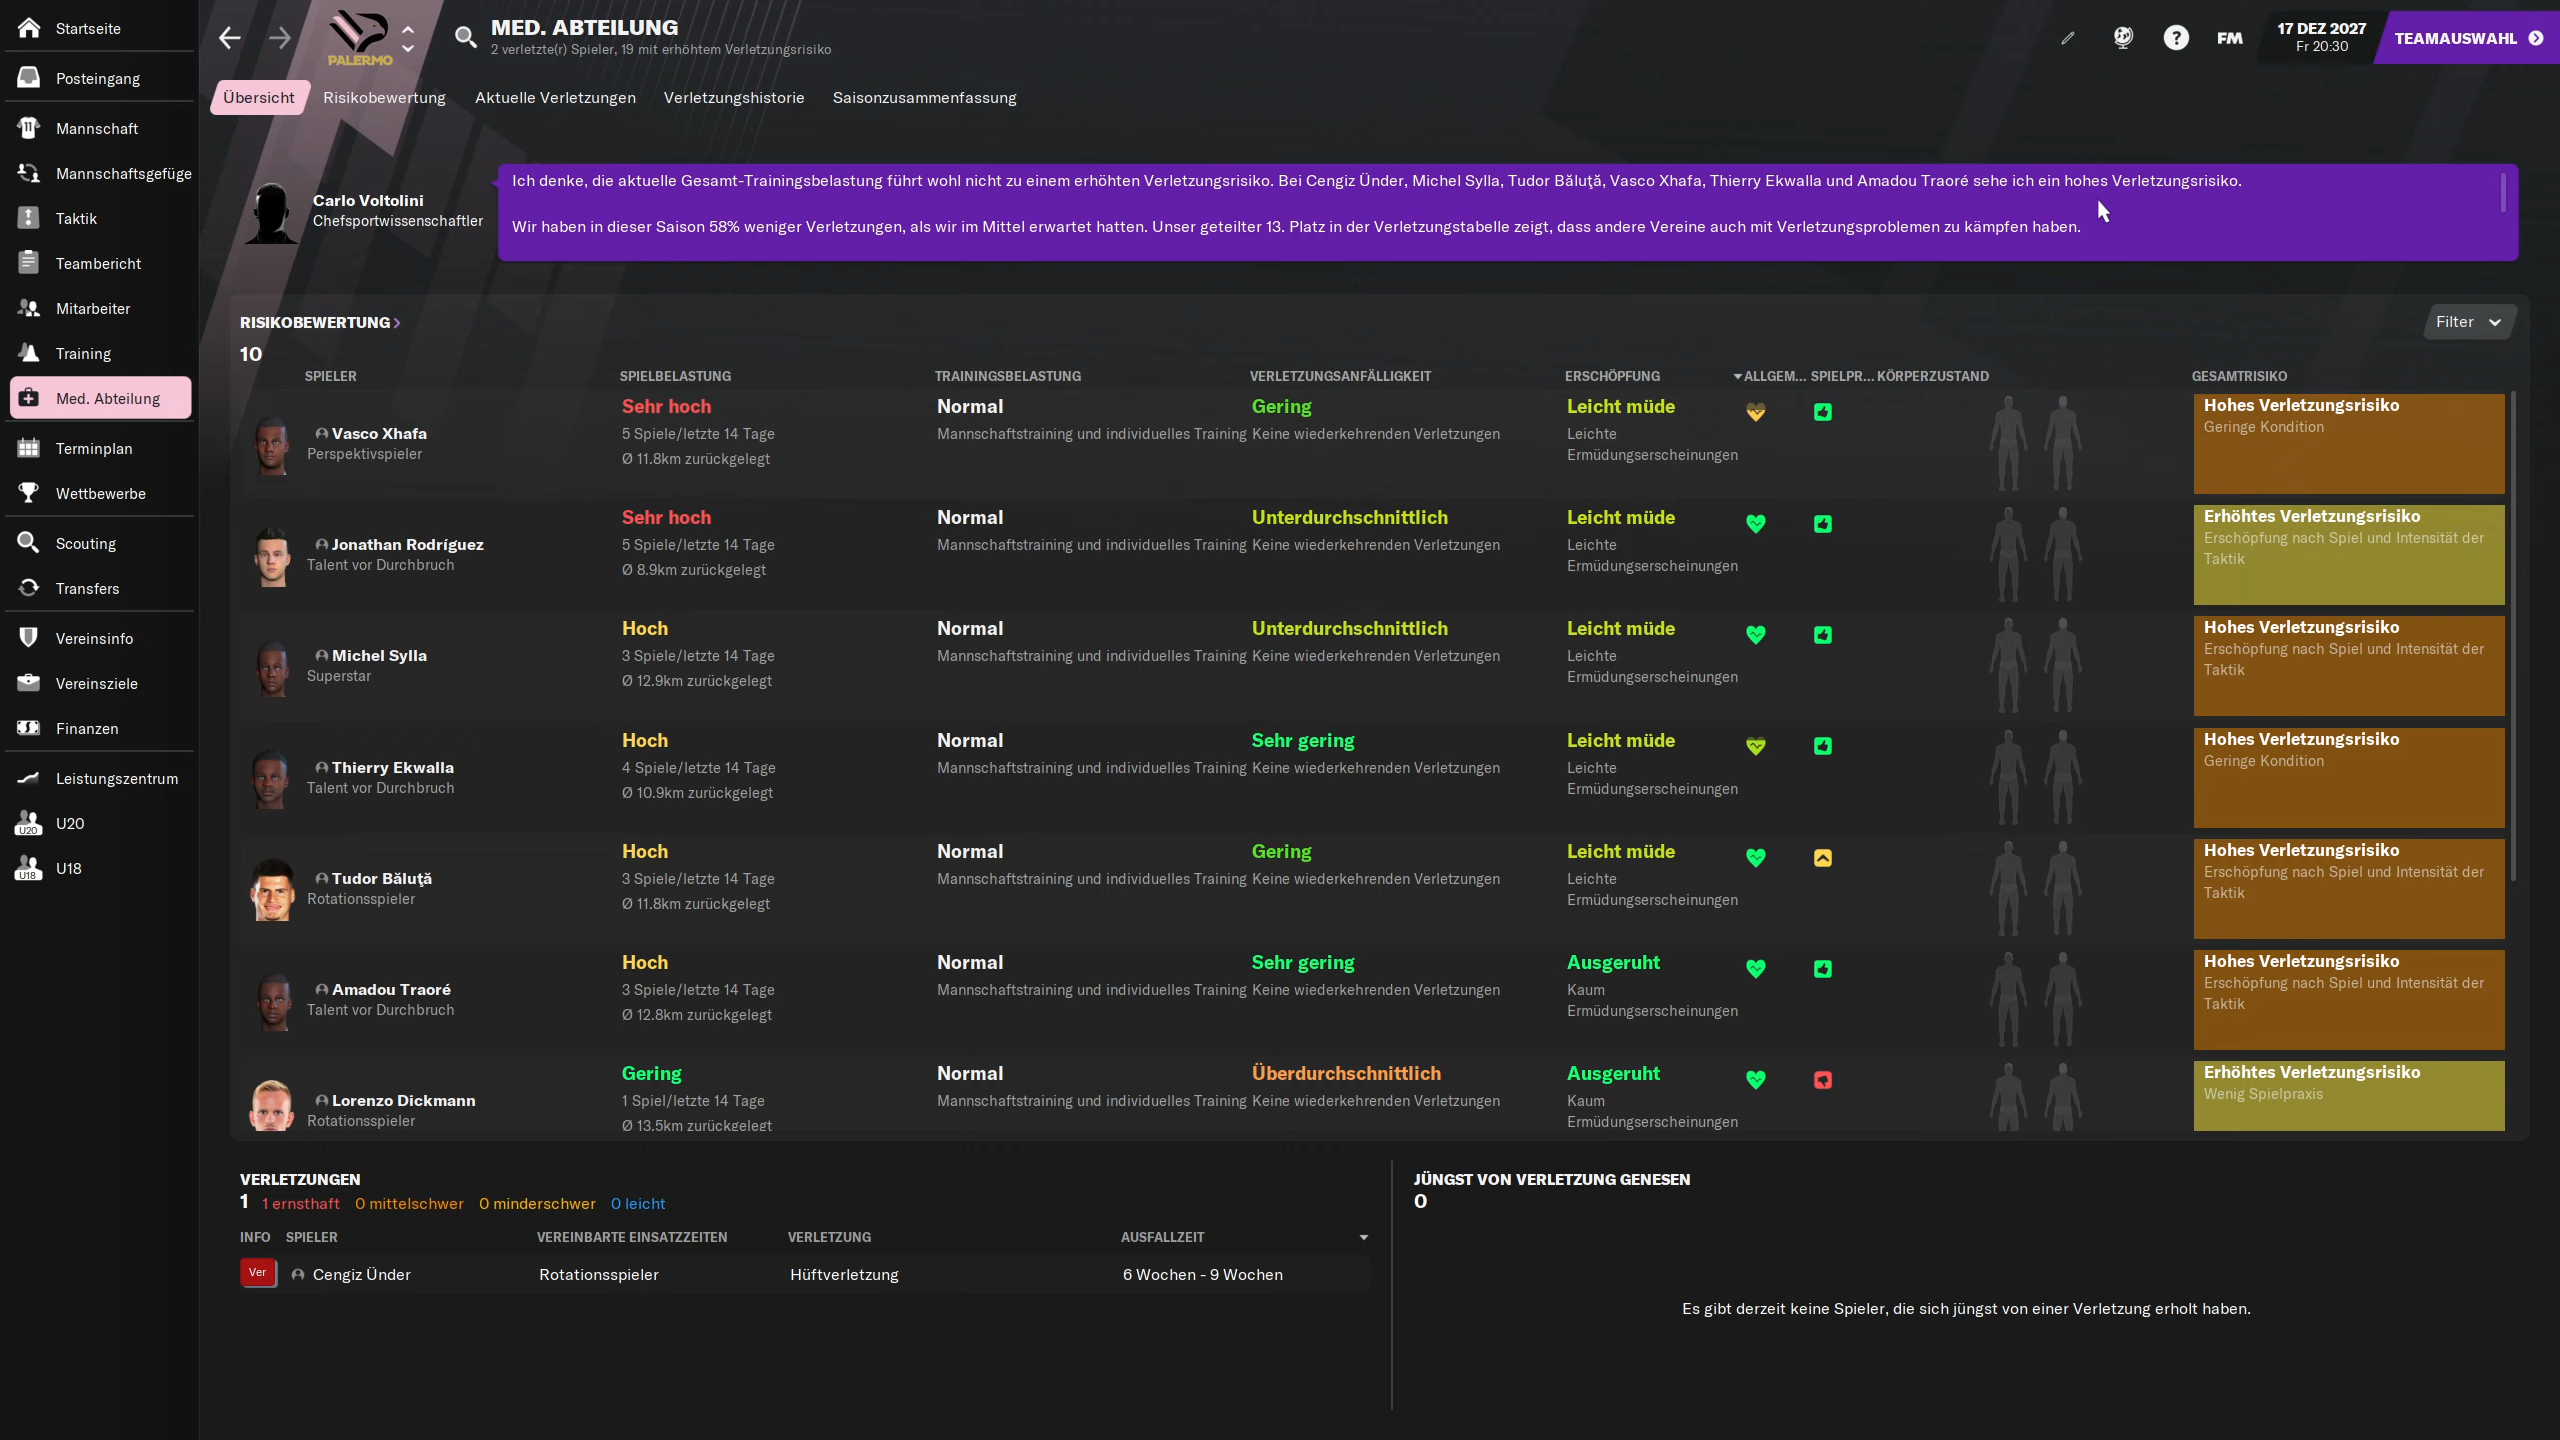 Startseite
Posteingang
Mannschaft
Mannschaftsgefüge
Taktik
Teambericht
Mitarbeiter
Training
Med. Abteilung
Terminplan
Wettbewerbe
Scouting
Transfers
Vereinsinfo
Vereinsziele
Finanzen
Leistungszentrum
U20 U20
U18 U18
PALERMO
MED. ABTEILUNG
2 verletzte(r) Spieler, 19 mit erhöhtem Verletzungsrisiko
? FM
17 DEZ 2027
Fr 20:30
TEAMAUSWAHL
Übersicht Risikobewertung Aktuelle Verletzungen Verletzungshistorie Saisonzusammenfassung
Carlo Voltolini
Chefsportwissenschaftler
Ich denke, die aktuelle Gesamt-Trainingsbelastung führt wohl nicht zu einem erhöhten Verletzungsrisiko. Bei Cengiz Ünder, Michel Sylla, Tudor Băluţă, Vasco Xhafa, Thierry Ekwalla und Amadou Traoré sehe ich ein hohes Verletzungsrisiko.
Wir haben in dieser Saison 58% weniger Verletzungen, als wir im Mittel erwartet hatten. Unser geteilter 13. Platz in der Verletzungstabelle zeigt, dass andere Vereine auch mit Verletzungsproblemen zu kämpfen haben.
RISIKOBEWERTUNG
Filter
10
SPIELER SPIELBELASTUNG TRAININGSBELASTUNG VERLETZUNGSANFÄLLIGKEIT ERSCHÖPFUNG ALLGEM... SPIELPR... KÖRPERZUSTAND GESAMTRISIKO
Sehr hoch Normal Gering Leicht müde Hohes Verletzungsrisiko
Vasco Xhafa 5 Spiele/letzte 14 Tage Mannschaftstraining und individuelles Training Keine wiederkehrenden Verletzungen Leichte Geringe Kondition
Perspektivspieler Ø 11.8km zurückgelegt Ermüdungserscheinungen
Sehr hoch Normal Unterdurchschnittlich Leicht müde Erhöhtes Verletzungsrisiko
Jonathan Rodríguez 5 Spiele/letzte 14 Tage Mannschaftstraining und individuelles Training Keine wiederkehrenden Verletzungen Leichte Erschöpfung nach Spiel und Intensität der
Talent vor Durchbruch Ø 8.9km zurückgelegt Ermüdungserscheinungen Taktik
Hoch Normal Unterdurchschnittlich Leicht müde Hohes Verletzungsrisiko
Michel Sylla 3 Spiele/letzte 14 Tage Mannschaftstraining und individuelles Training Keine wiederkehrenden Verletzungen Leichte Erschöpfung nach Spiel und Intensität der
Superstar Ø 12.9km zurückgelegt Ermüdungserscheinungen Taktik
Hoch Normal Sehr gering Leicht müde Hohes Verletzungsrisiko
Thierry Ekwalla 4 Spiele/letzte 14 Tage Mannschaftstraining und individuelles Training Keine wiederkehrenden Verletzungen Leichte Geringe Kondition
Talent vor Durchbruch Ø 10.9km zurückgelegt Ermüdungserscheinungen
Hoch Normal Gering Leicht müde Hohes Verletzungsrisiko
Tudor Băluţă 3 Spiele/letzte 14 Tage Mannschaftstraining und individuelles Training Keine wiederkehrenden Verletzungen Leichte Erschöpfung nach Spiel und Intensität der
Rotationsspieler Ø 11.8km zurückgelegt Ermüdungserscheinungen Taktik
Hoch Normal Sehr gering Ausgeruht Hohes Verletzungsrisiko
Amadou Traoré 3 Spiele/letzte 14 Tage Mannschaftstraining und individuelles Training Keine wiederkehrenden Verletzungen Kaum Erschöpfung nach Spiel und Intensität der
Talent vor Durchbruch Ø 12.8km zurückgelegt Ermüdungserscheinungen Taktik
Gering Normal Überdurchschnittlich Ausgeruht Erhöhtes Verletzungsrisiko
Lorenzo Dickmann 1 Spiel/letzte 14 Tage Mannschaftstraining und individuelles Training Keine wiederkehrenden Verletzungen Kaum Wenig Spielpraxis
Rotationsspieler Ø 13.5km zurückgelegt Ermüdungserscheinungen
VERLETZUNGEN
1 1 ernsthaft 0 mittelschwer 0 minderschwer 0 leicht
INFO SPIELER VEREINBARTE EINSATZZEITEN VERLETZUNG AUSFALLZEIT
Ver Cengiz Ünder Rotationsspieler Hüftverletzung 6 Wochen - 9 Wochen
JÜNGST VON VERLETZUNG GENESEN
0
Es gibt derzeit keine Spieler, die sich jüngst von einer Verletzung erholt haben.